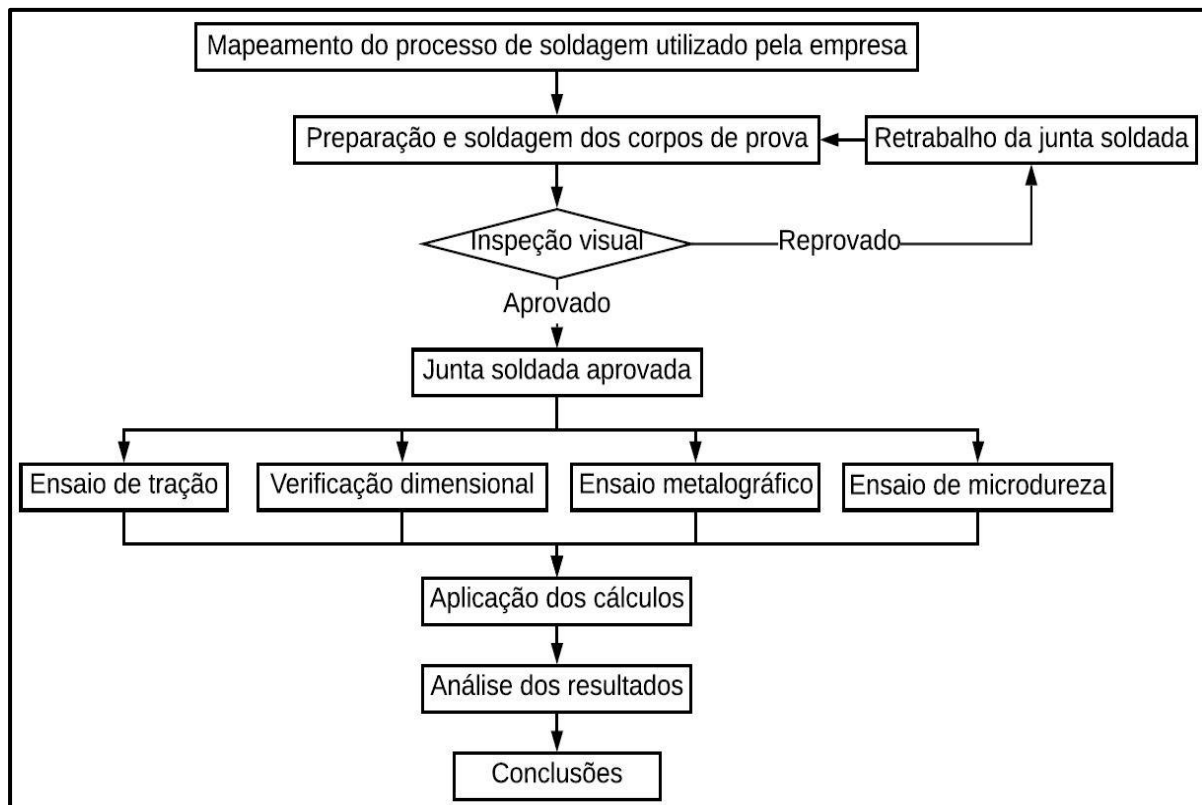 Mapeamento do processo de soldagem utilizado pela empresa
Preparação e soldagem dos corpos de prova
Retrabalho da junta soldada
Inspeção visual
Reprovado
Aprovado
Junta soldada aprovada
Ensaio de tração
Verificação dimensional
Ensaio metalográfico
Ensaio de microdureza
Aplicação dos cálculos
Análise dos resultados
Conclusões